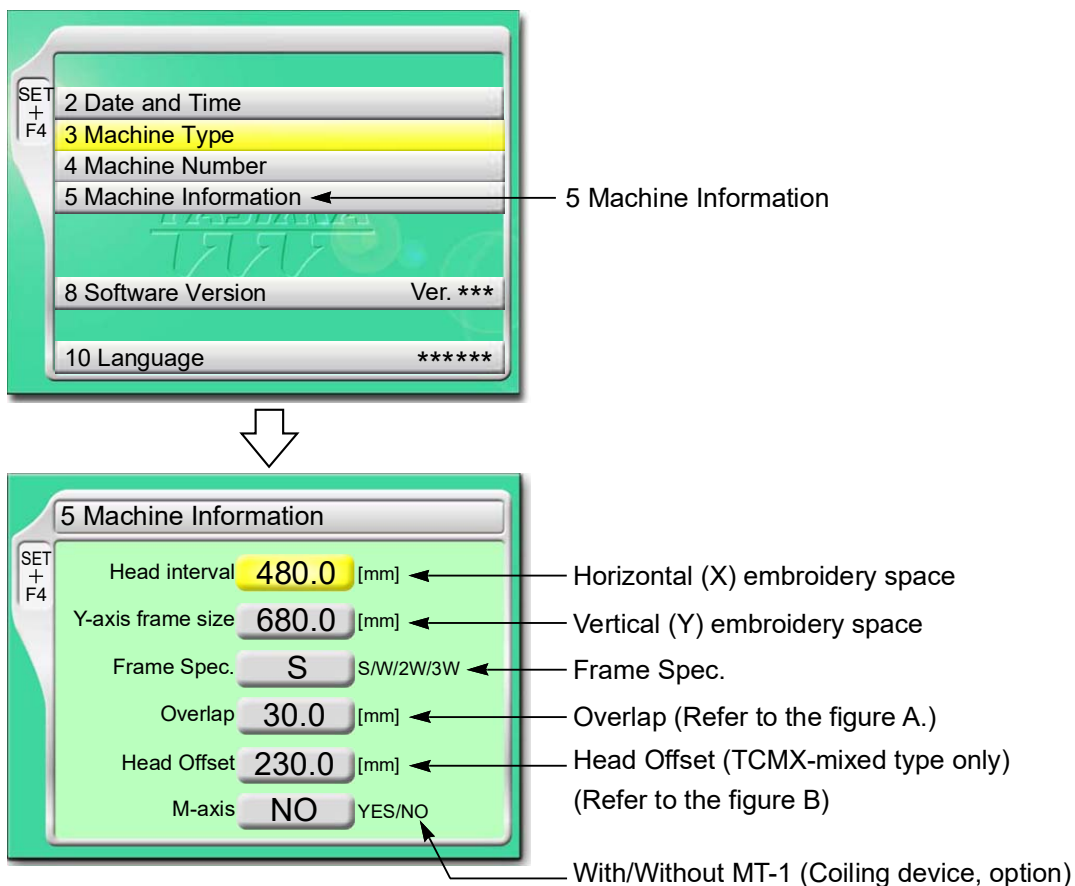 SET
+
F4
2 Date and Time
3 Machine Type
4 Machine Number
5 Machine Information
5 Machine Information
TAJIMA
8 Software Version Ver. ***
10 Language ******
5 Machine Information
SET
+
F4
Head interval 480.0 [mm] Horizontal (X) embroidery space
Y-axis frame size 680.0 [mm] Vertical (Y) embroidery space
Frame Spec. S S/W/2W/3W Frame Spec.
Overlap 30.0 [mm] Overlap (Refer to the figure A.)
Head Offset 230.0 [mm] Head Offset (TCMX-mixed type only)
(Refer to the figure B)
M-axis NO YES/NO
With/Without MT-1 (Coiling device, option)